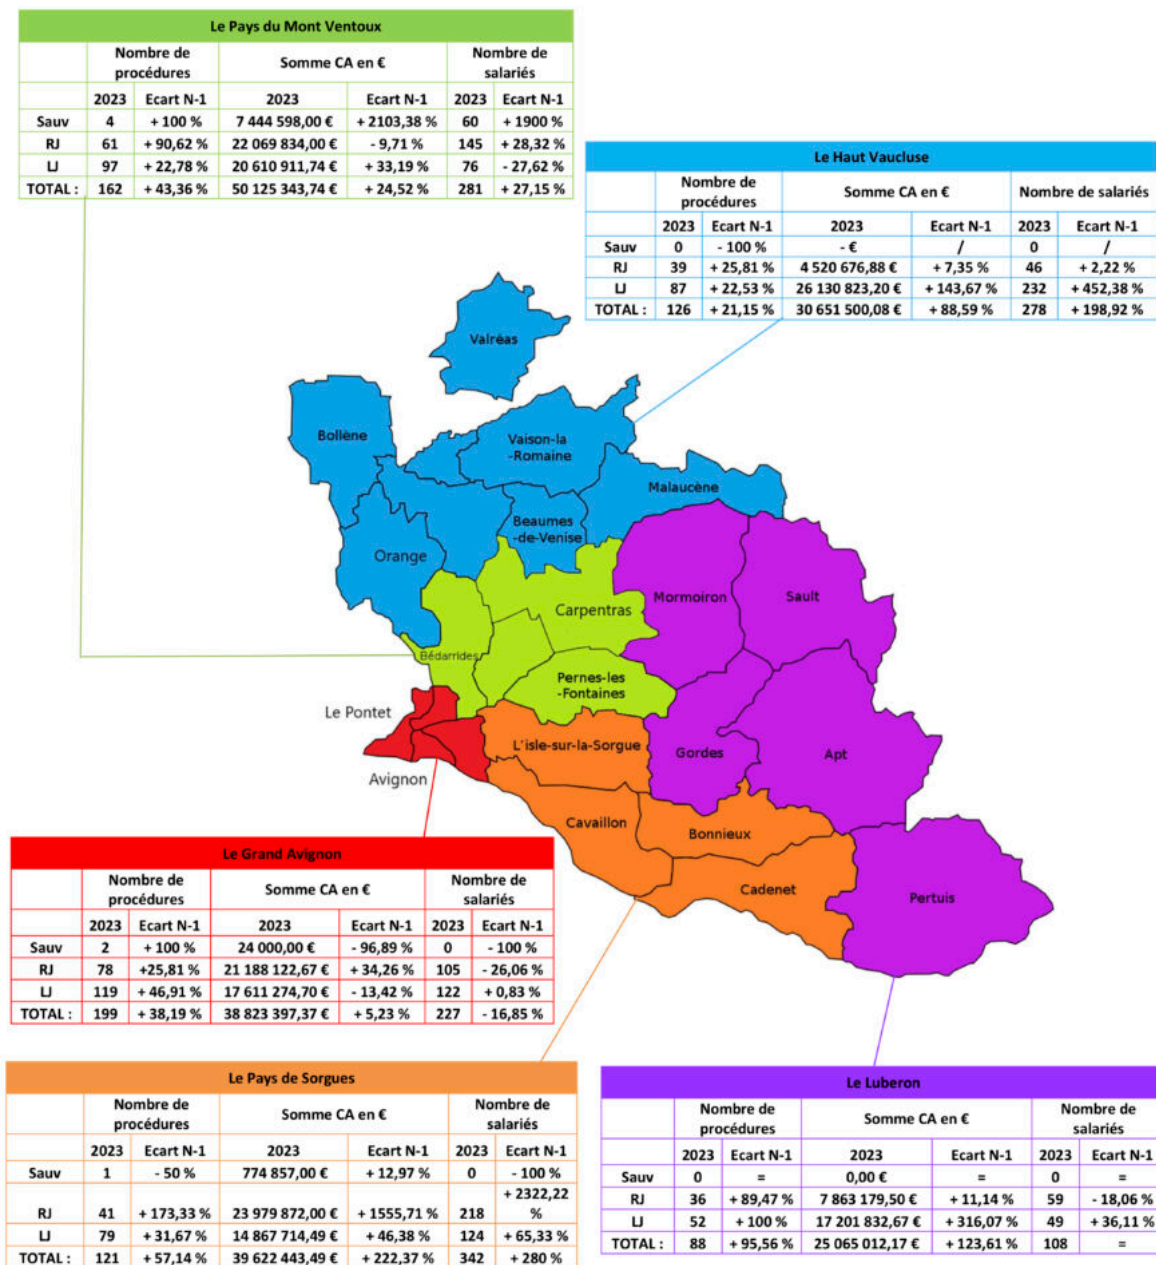 Le Pays du Mont Ventoux
Nombre de procédures Somme CA en € Nombre de salariés
2023 Ecart N-1 2023 Ecart N-1 2023 Ecart N-1
Sauv 4 + 100 % 7 444 598,00 € + 2103,38 % 60 + 1900 %
RJ 61 + 90,62 % 22 069 834,00 € - 9,71 % 145 + 28,32 %
LJ 97 + 22,78 % 20 610 911,74 € + 33,19 % 76 - 27,62 %
TOTAL : 162 + 43,36 % 50 125 343,74 € + 24,52 % 281 + 27,15 %
Le Haut Vaucluse
Nombre de procédures Somme CA en € Nombre de salariés
2023 Ecart N-1 2023 Ecart N-1 2023 Ecart N-1
Sauv 0 - 100 % - € / 0 /
RJ 39 + 25,81 % 4 520 676,88 € + 7,35 % 46 + 2,22 %
LJ 87 + 22,53 % 26 130 823,20 € + 143,67 % 232 + 452,38 %
TOTAL : 126 + 21,15 % 30 651 500,08 € + 88,59 % 278 + 198,92 %
Valréas
Bollène
Vaison-la
-Romaine
Malaucène
Beaumes
-de-Venise
Orange
Carpentras
Mormoiron
Sault
Bédarrides
Pernes-les
-Fontaines
Le Pontet
L'isle-sur-la-Sorgue
Gordes
Apt
Avignon
Cavaillon
Bonnieux
Cadenet
Pertuis
Le Grand Avignon
Nombre de procédures Somme CA en € Nombre de salariés
2023 Ecart N-1 2023 Ecart N-1 2023 Ecart N-1
Sauv 2 + 100 % 24 000,00 € - 96,89 % 0 - 100 %
RJ 78 +25,81 % 21 188 122,67 € + 34,26 % 105 - 26,06 %
LJ 119 + 46,91 % 17 611 274,70 € - 13,42 % 122 + 0,83 %
TOTAL : 199 + 38,19 % 38 823 397,37 € + 5,23 % 227 - 16,85 %
Le Pays de Sorgues
Nombre de procédures Somme CA en € Nombre de salariés
2023 Ecart N-1 2023 Ecart N-1 2023 Ecart N-1
Sauv 1 - 50 % 774 857,00 € + 12,97 % 0 - 100 %
RJ 41 + 173,33 % 23 979 872,00 € + 1555,71 % 218 + 2322,22 %
LJ 79 + 31,67 % 14 867 714,49 € + 46,38 % 124 + 65,33 %
TOTAL : 121 + 57,14 % 39 622 443,49 € + 222,37 % 342 + 280 %
Le Luberon
Nombre de procédures Somme CA en € Nombre de salariés
2023 Ecart N-1 2023 Ecart N-1 2023 Ecart N-1
Sauv 0 = 0,00 € = 0 =
RJ 36 + 89,47 % 7 863 179,50 € + 11,14 % 59 - 18,06 %
LJ 52 + 100 % 17 201 832,67 € + 316,07 % 49 + 36,11 %
TOTAL : 88 + 95,56 % 25 065 012,17 € + 123,61 % 108 =